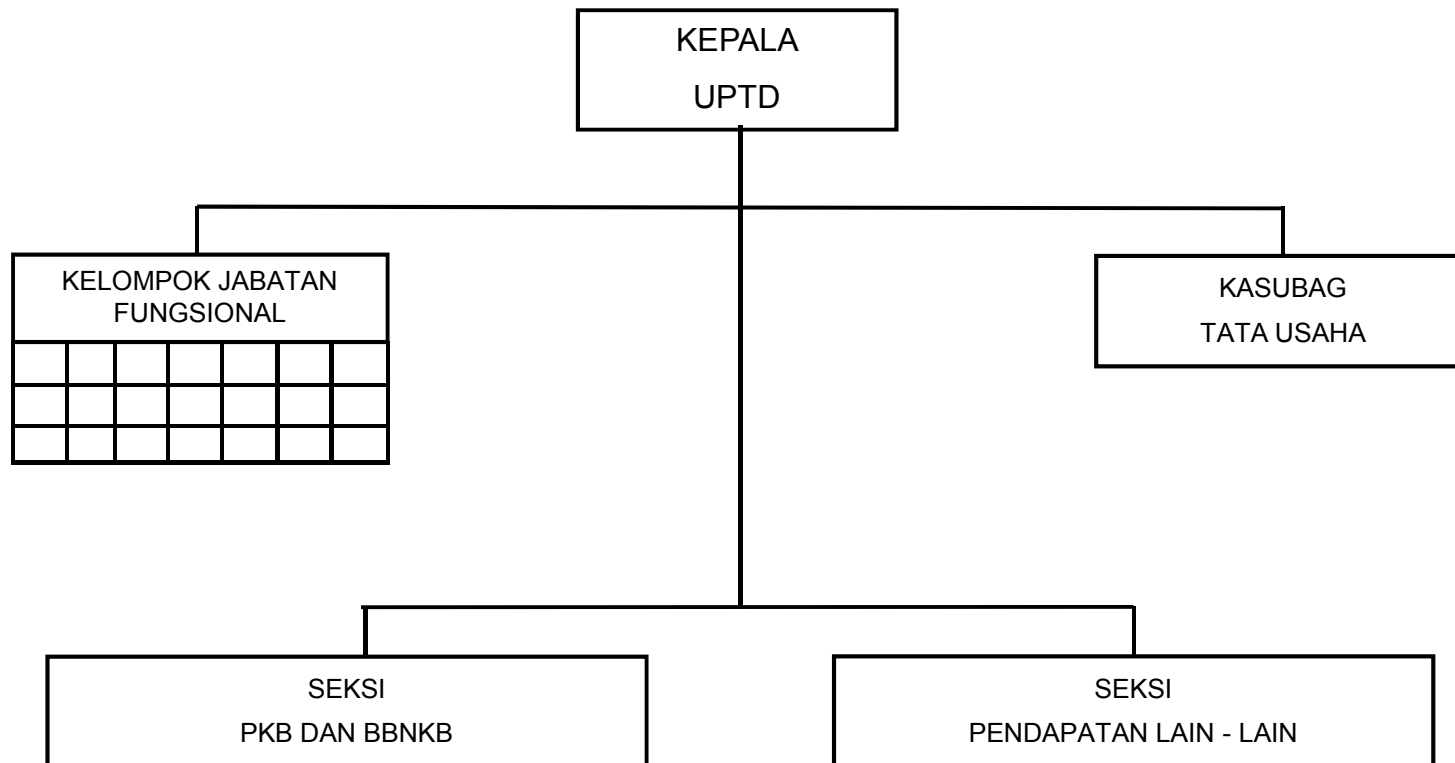 KEPALA
UPTD
KELOMPOK JABATAN
FUNGSIONAL
KASUBAG
TATA USAHA
SEKSI
PKB DAN BBNKB
SEKSI
PENDAPATAN LAIN - LAIN